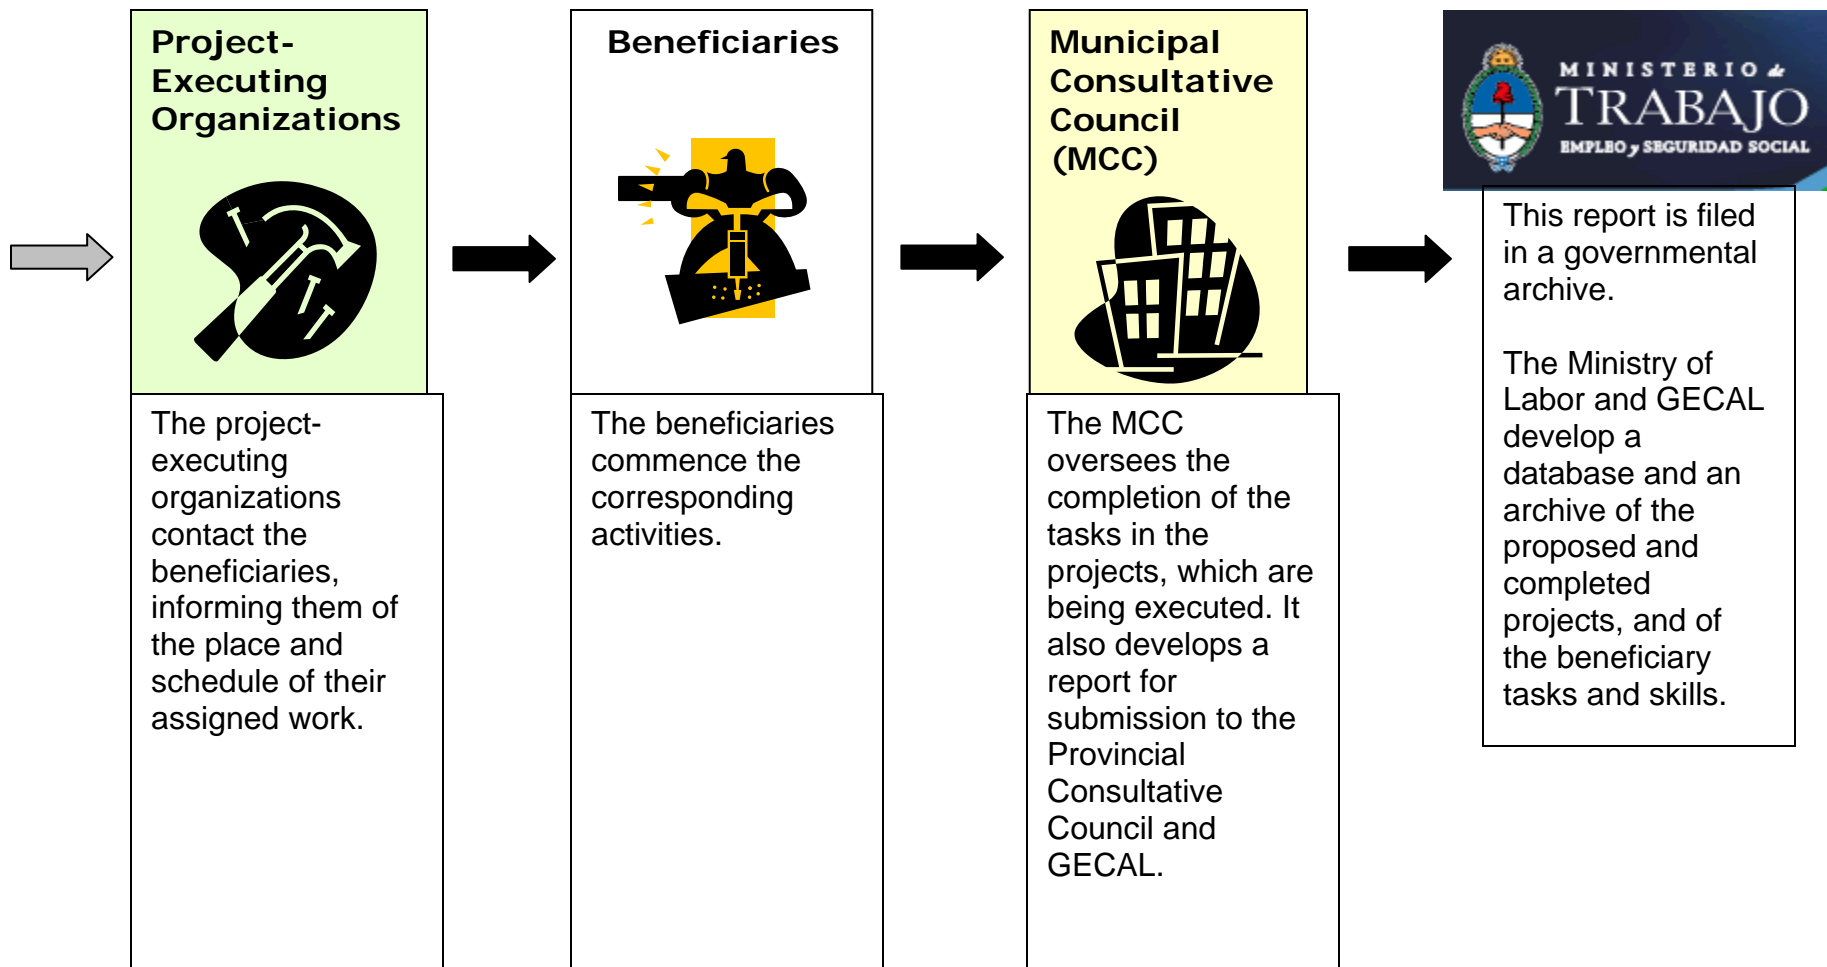 Project-
Executing
Organizations
The project-
executing
organizations
contact the
beneficiaries,
informing them of
the place and
schedule of their
assigned work.
Beneficiaries
The beneficiaries
commence the
corresponding
activities.
Municipal
Consultative
Council
(MCC)
The MCC
oversees the
completion of the
tasks in the
projects, which are
being executed. It
also develops a
report for
submission to the
Provincial
Consultative
Council and
GECAL.
MINISTERIO de
TRABAJO
EMPLEO y SEGURIDAD SOCIAL
This report is filed
in a governmental
archive.
The Ministry of
Labor and GECAL
develop a
database and an
archive of the
proposed and
completed
projects, and of
the beneficiary
tasks and skills.